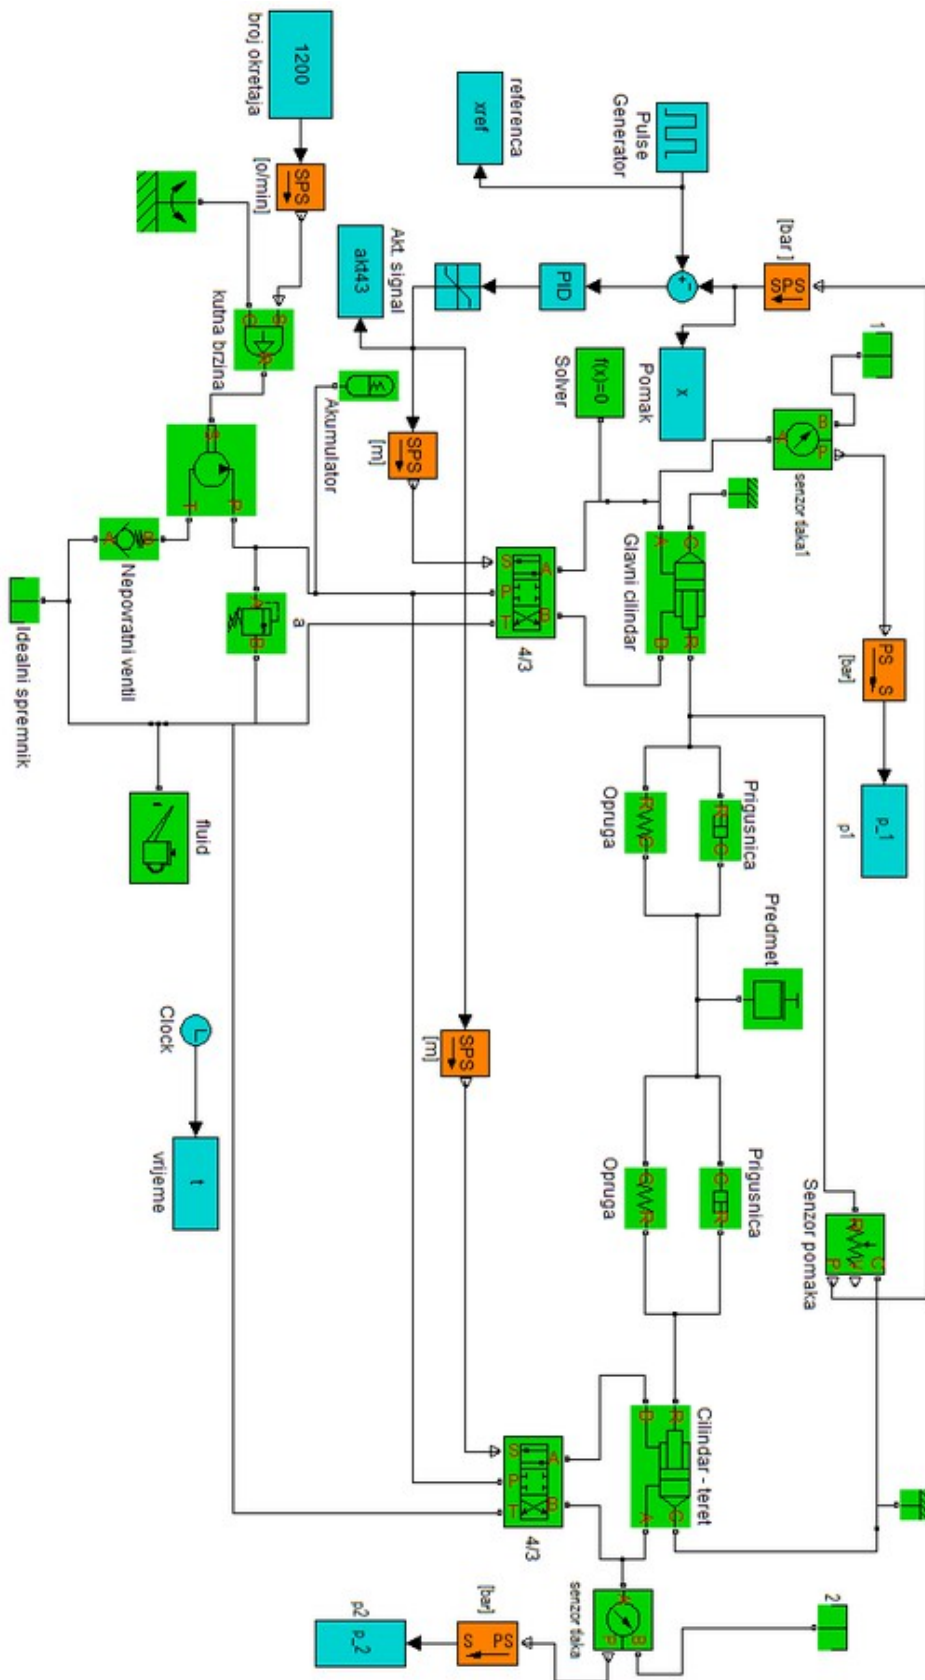 1200
broj okretaja
SPS
[o/min]
kutna brzina
S
C
R
S
P
T
A
B
Nepovratni ventil
Idealni spremnik
A
B
a
fluid
xref
referenca
Pulse
Generator
akt43
Akt. signal
PID
[bar ]
SPS
x
Pomak
f(x)=0
Solver
Akumulator
SPS
[m]
S
P
T
A
B
4/3
C
A
R
B
Glavni cilindar
1
B
A
P
senzor tlaka1
PS S
[bar]
p_1
p1
R
C
Opruga
R
C
Prigusnica
Predmet
SPS
[m]
Clock
t
vrijeme
C
R
Opruga
C
R
Prigusnica
R
V
P
C
Senzor pomaka
B
R
A
C
Cilindar - teret
S
P
T
A
B
4/3
A
B
P
senzor tlaka
2
S PS
[bar]
p_2
p2